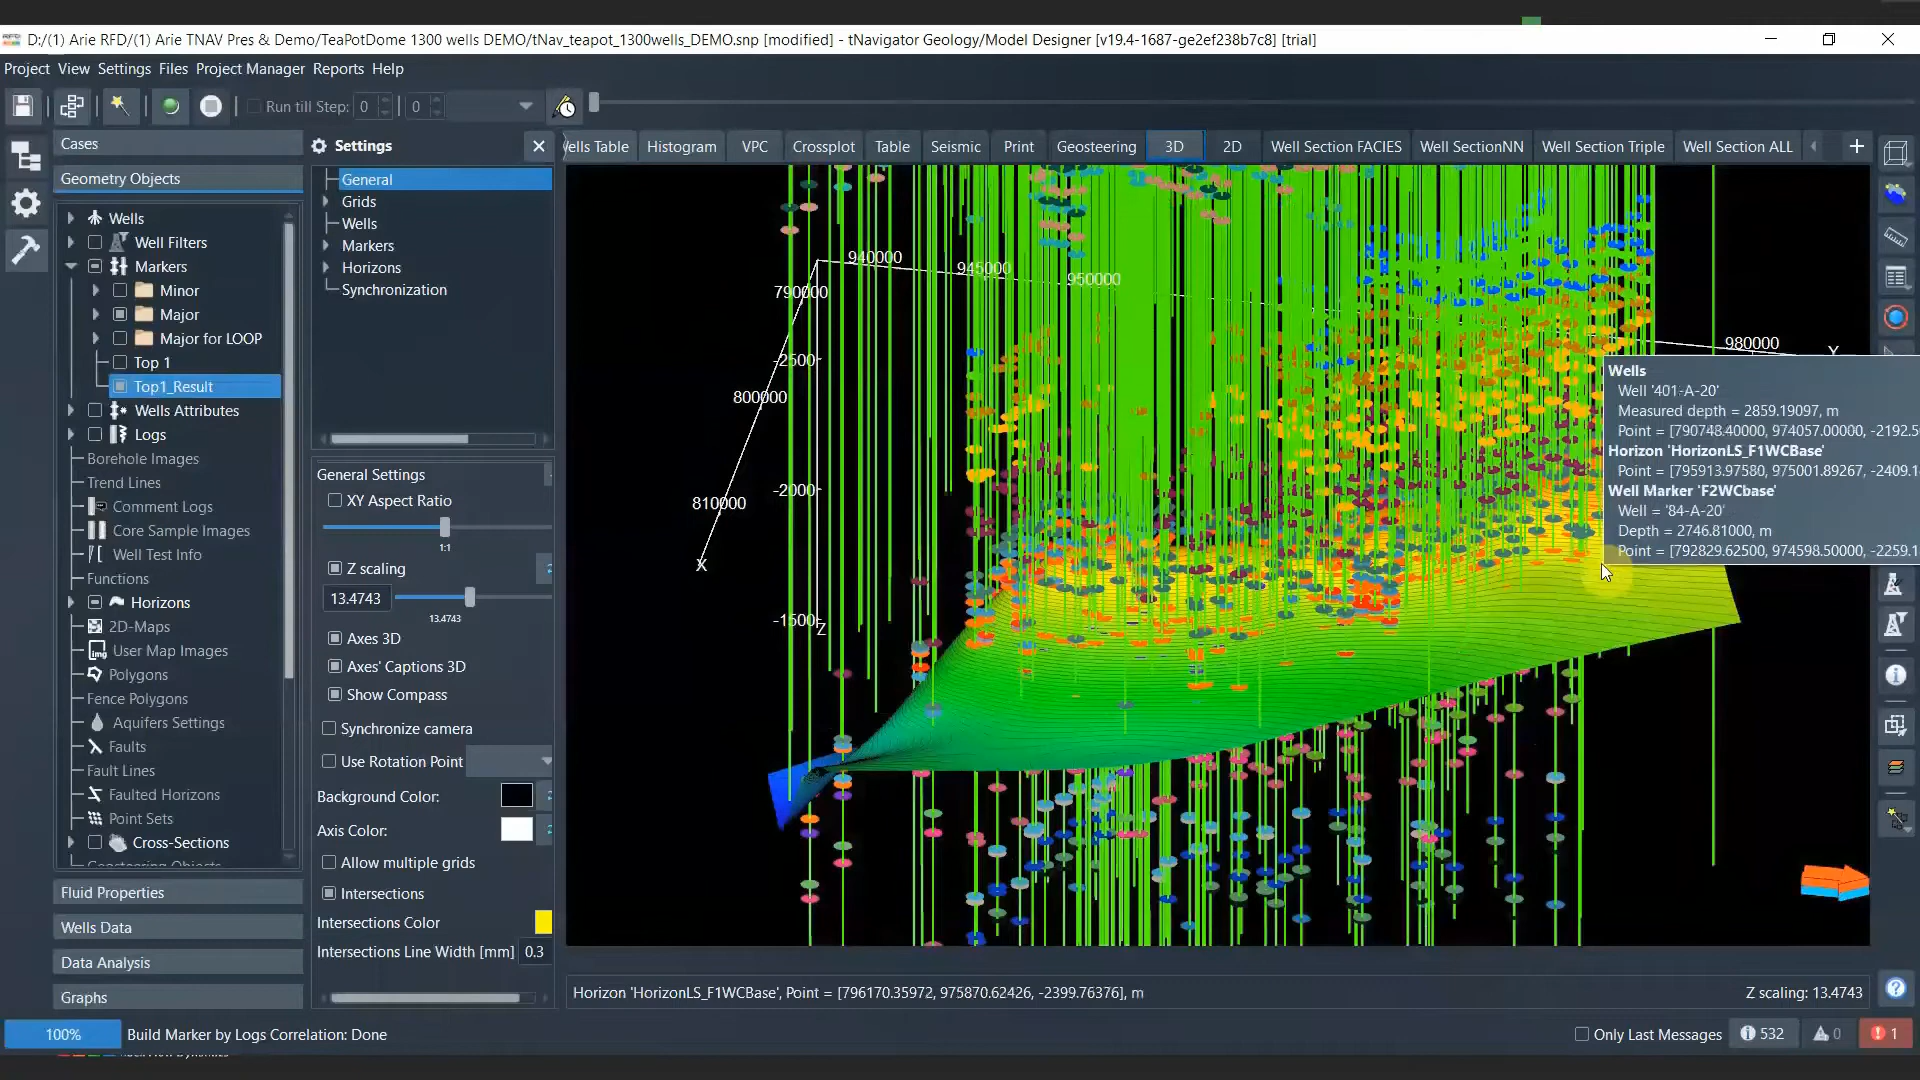 D:/(1) Arie RFD/(1) Arie TNAV Pres & Demo/TeaPotDome 1300 wells DEMO/tNav_teapot_1300wells_DEMO.snp [modified] - tNavigator Geology/Model Designer [v19.4-1687-ge2ef238b7c8] [trial]
Project View Settings Files Project Manager Reports Help
Run till Step: 0 0
Cases
Geometry Objects
Wells
Well Filters
Markers
Minor
Major
Major for LOOP
Top 1
Top1_Result
Wells Attributes
Logs
Borehole Images
Trend Lines
Comment Logs
Core Sample Images
Well Test Info
Functions
Horizons
2D-Maps
User Map Images
Polygons
Fence Polygons
Aquifers Settings
Faults
Fault Lines
Faulted Horizons
Point Sets
Cross-Sections
Fluid Properties
Wells Data
Data Analysis
Graphs
Settings
General
Grids
Wells
Markers
Horizons
Synchronization
General Settings
XY Aspect Ratio
1:1
Z scaling
13.4743
13.4743
Axes 3D
Axes' Captions 3D
Show Compass
Synchronize camera
Use Rotation Point
Background Color:
Axis Color:
Allow multiple grids
Intersections
Intersections Color
Intersections Line Width [mm] 0.3
ells Table Histogram VPC Crossplot Table Seismic Print Geosteering 3D 2D Well Section FACIES Well SectionNN Well Section Triple Well Section ALL
940000
945000
950000
980000
Y
790000
800000
810000
X
-2500
-2000
-1500
Z
Wells
Well '401-A-20'
Measured depth = 2859.19097, m
Point = [790748.40000, 974057.00000, -2192.5
Horizon 'HorizonLS_F1WCBase'
Point = [795913.97580, 975001.89267, -2409.1
Well Marker 'F2WCbase'
Well = '84-A-20'
Depth = 2746.81000, m
Point = [792829.62500, 974598.50000, -2259.1
Horizon 'HorizonLS_F1WCBase', Point = [796170.35972, 975870.62426, -2399.76376], m
Z scaling: 13.4743
100% Build Marker by Logs Correlation: Done
Only Last Messages 532 0 1